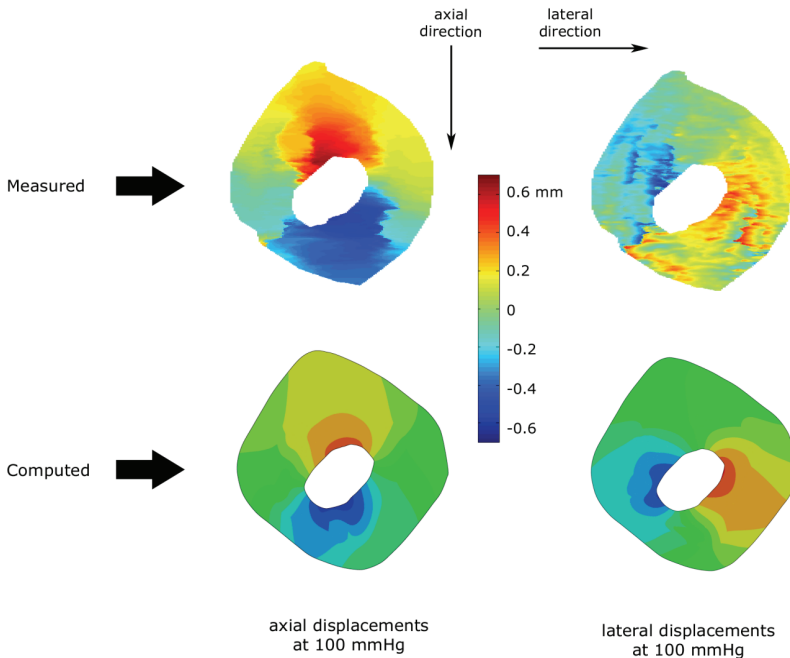 axial
direction
lateral
direction
Measured
0.6 mm
0.4
0.2
0
-0.2
-0.4
-0.6
Computed
axial displacements
at 100 mmHg
lateral displacements
at 100 mmHg